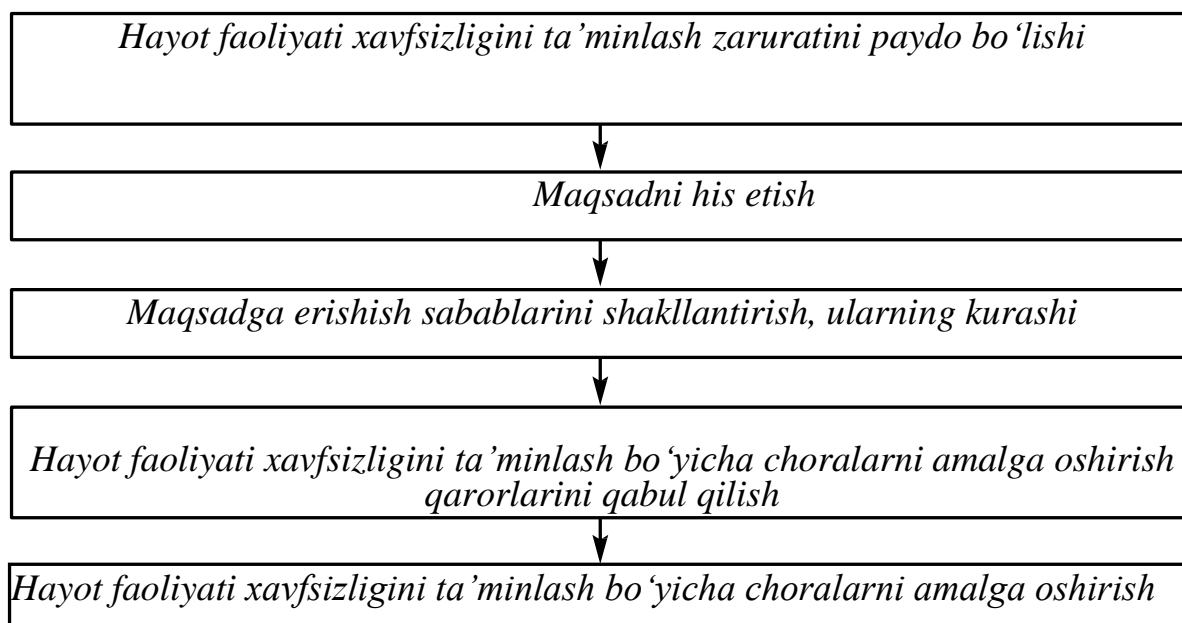 Hayot faoliyati xavfsizligini ta’minlash zaruratini paydo bo‘lishi
Maqsadni his etish
Maqsadga erishish sabablarini shakllantirish, ularning kurashi
Hayot faoliyati xavfsizligini ta’minlash bo‘yicha choralarni amalga oshirish
qarorlarini qabul qilish
Hayot faoliyati xavfsizligini ta’minlash bo‘yicha choralarni amalga oshirish